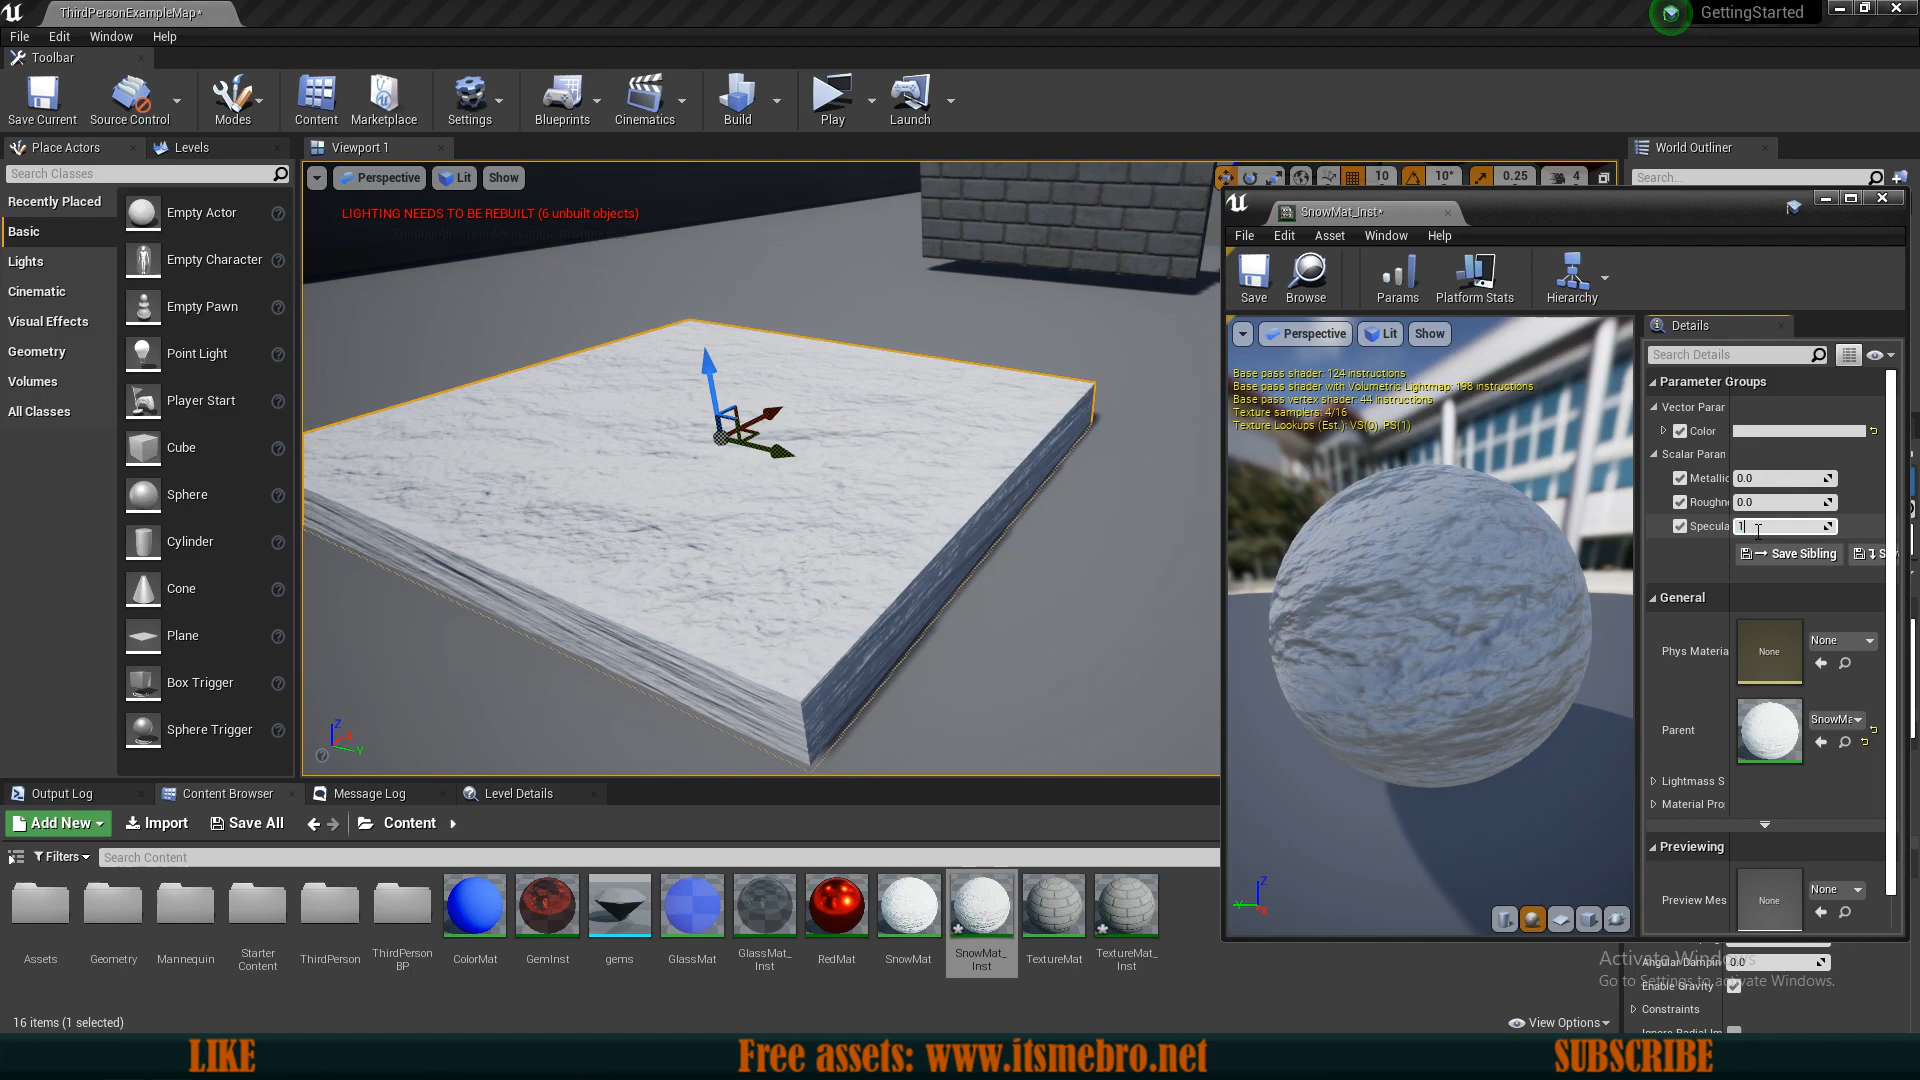 ThirdPersonExampleMap*
GettingStarted
File Edit Window Help
Toolbar
Save Current
Source Control
Modes
Content
Marketplace
Settings
Blueprints
Cinematics
Build
Play
Launch
Place Actors
Levels
Viewport 1
World Outliner
Search Classes
Perspective
Lit
Show
10
10°
0.25
4
Search...
Recently Placed
Basic
Lights
Cinematic
Visual Effects
Geometry
Volumes
All Classes
Empty Actor
Empty Character
Empty Pawn
Point Light
Player Start
Cube
Sphere
Cylinder
Cone
Plane
Box Trigger
Sphere Trigger
LIGHTING NEEDS TO BE REBUILT (6 unbuilt objects)
Z
X
Y
SnowMat_Inst*
File Edit Asset Window Help
Save
Browse
Params
Platform Stats
Hierarchy
Perspective
Lit
Show
Base pass shader: 124 instructions
Base pass shader with Volumetric Lightmap: 198 instructions
Base pass vertex shader: 44 instructions
Texture samplers: 4/16
Texture Lookups (Est.): VS(0), PS(1)
Z
Y
X
Details
Search Details
Parameter Groups
Vector Parar
Color
Scalar Paran
Metallic 0.0
Roughne 0.0
Specula 1
Save Sibling
General
Phys Materia
None
None
Parent
SnowMa
Lightmass S
Material Pro
Previewing
Preview Mes
None
None
Angular Damping 0.0
Enable Gravity
Constraints
Activate Windows
Go to Settings to activate Windows.
Output Log
Content Browser
Message Log
Level Details
Add New
Import
Save All
Content
Filters
Search Content
Assets
Geometry
Mannequin
Starter
Content
ThirdPerson
ThirdPerson
BP
ColorMat
GemInst
gems
GlassMat
GlassMat_
Inst
RedMat
SnowMat
SnowMat_
Inst
TextureMat
TextureMat_
Inst
16 items (1 selected)
View Options
LIKE
Free assets: www.itsmebro.net
SUBSCRIBE